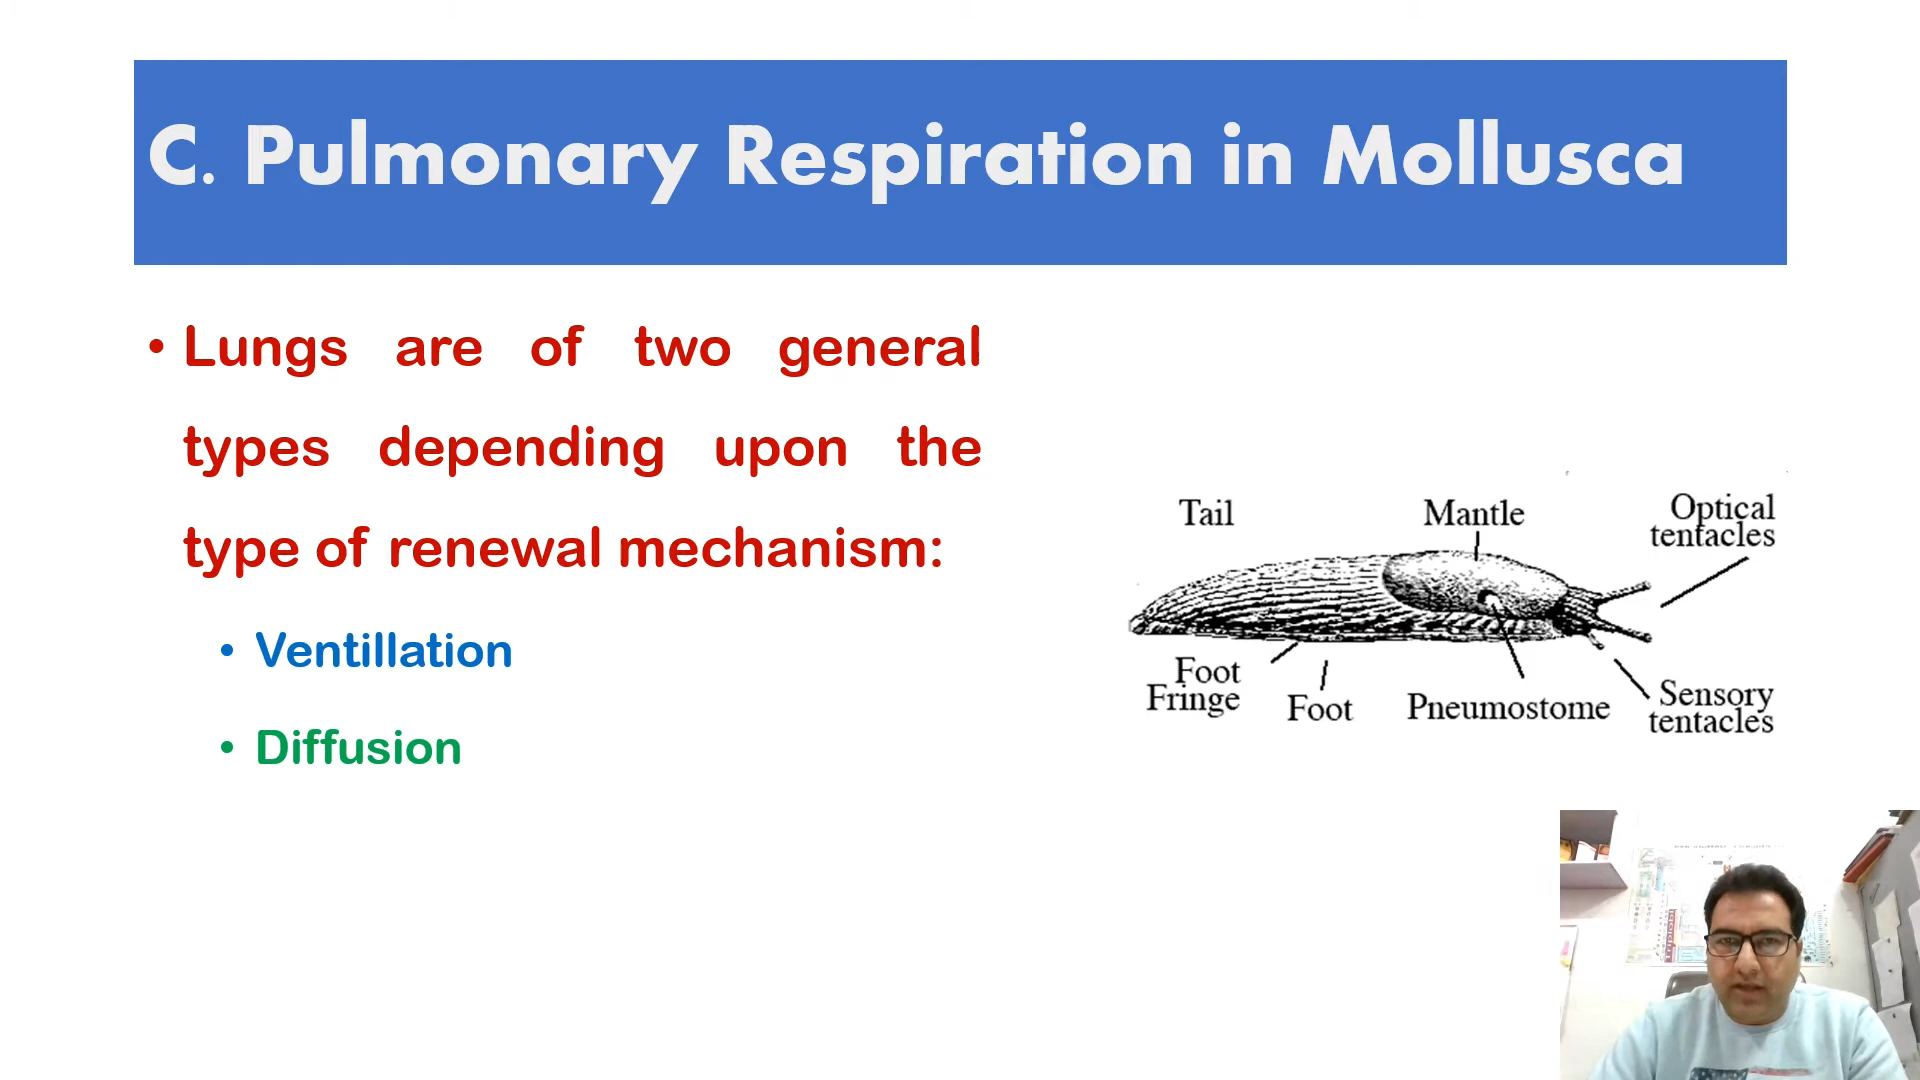 C. Pulmonary Respiration in Mollusca
• Lungs are of two general
types depending upon the
type of renewal mechanism:
• Ventillation
• Diffusion
Tail
Mantle
Optical
tentacles
Foot
Fringe
Foot
Pneumostome
Sensory
tentacles